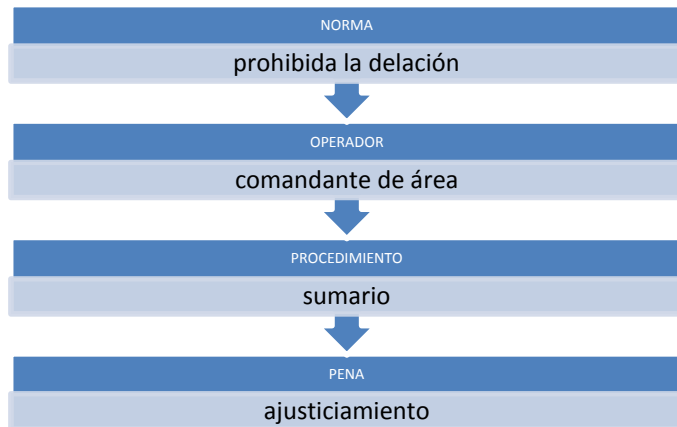 NORMA
prohibida la delación
OPERADOR
comandante de área
PROCEDIMIENTO
sumario
PENA
ajusticiamiento